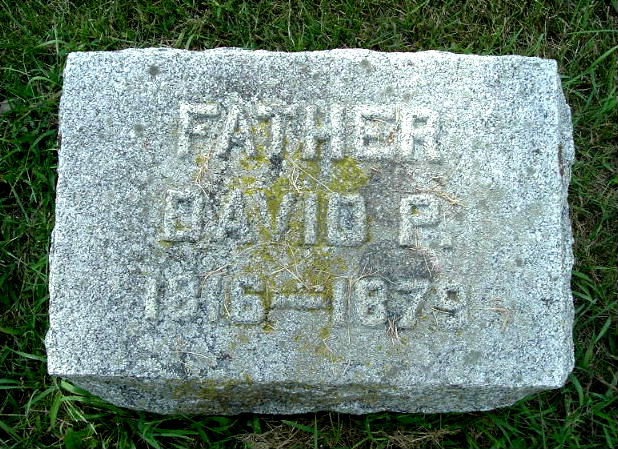 FATHER
DAVID P.
1816–1879